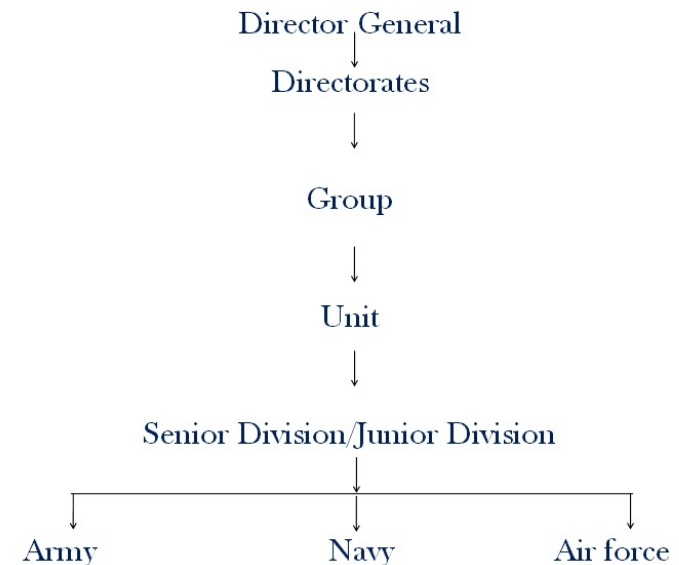 Director General
Directorates
Group
Unit
Senior Division/Junior Division
Army Navy Air force